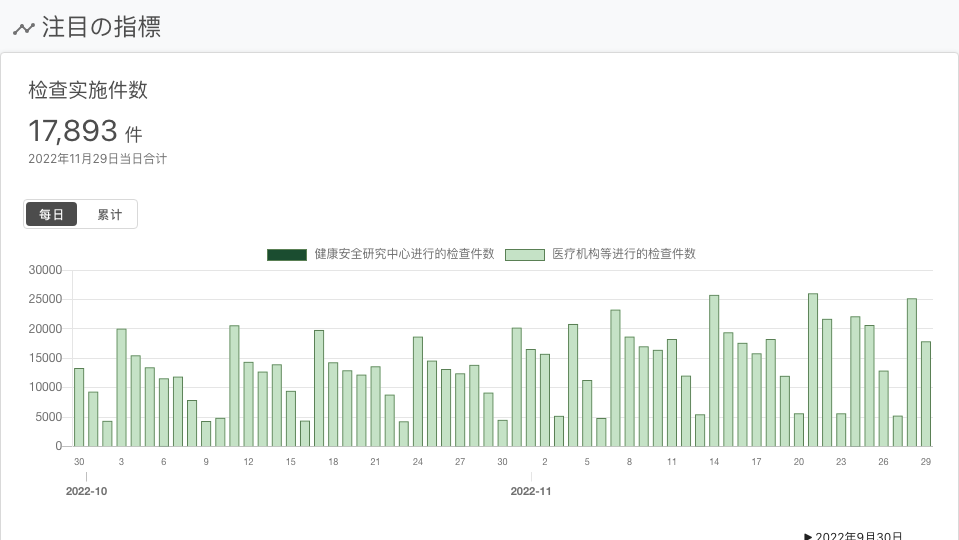 注目の指標
检查实施件数
17,893 件
2022年11月29日当日合计
每日 累计
健康安全研究中心进行的检查件数 医疗机构等进行的检查件数
30000
25000
20000
15000
10000
5000
0
30 3 6 9 12 15 18 21 24 27 30 2 5 8 11 14 17 20 23 26 29
2022-10 2022-11
▶ 2022年9月30日